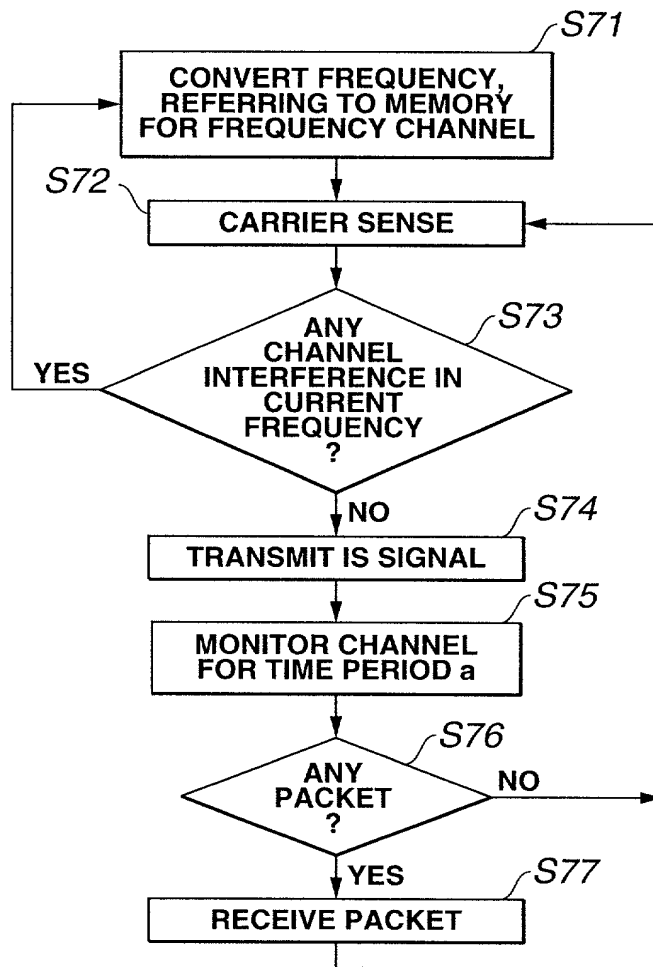 S71
CONVERT FREQUENCY,
REFERRING TO MEMORY
FOR FREQUENCY CHANNEL
S72
CARRIER SENSE
S73
ANY
CHANNEL
INTERFERENCE IN
CURRENT
FREQUENCY
?
YES
NO
S74
TRANSMIT IS SIGNAL
S75
MONITOR CHANNEL
FOR TIME PERIOD a
S76
ANY
PACKET
?
NO
YES
S77
RECEIVE PACKET